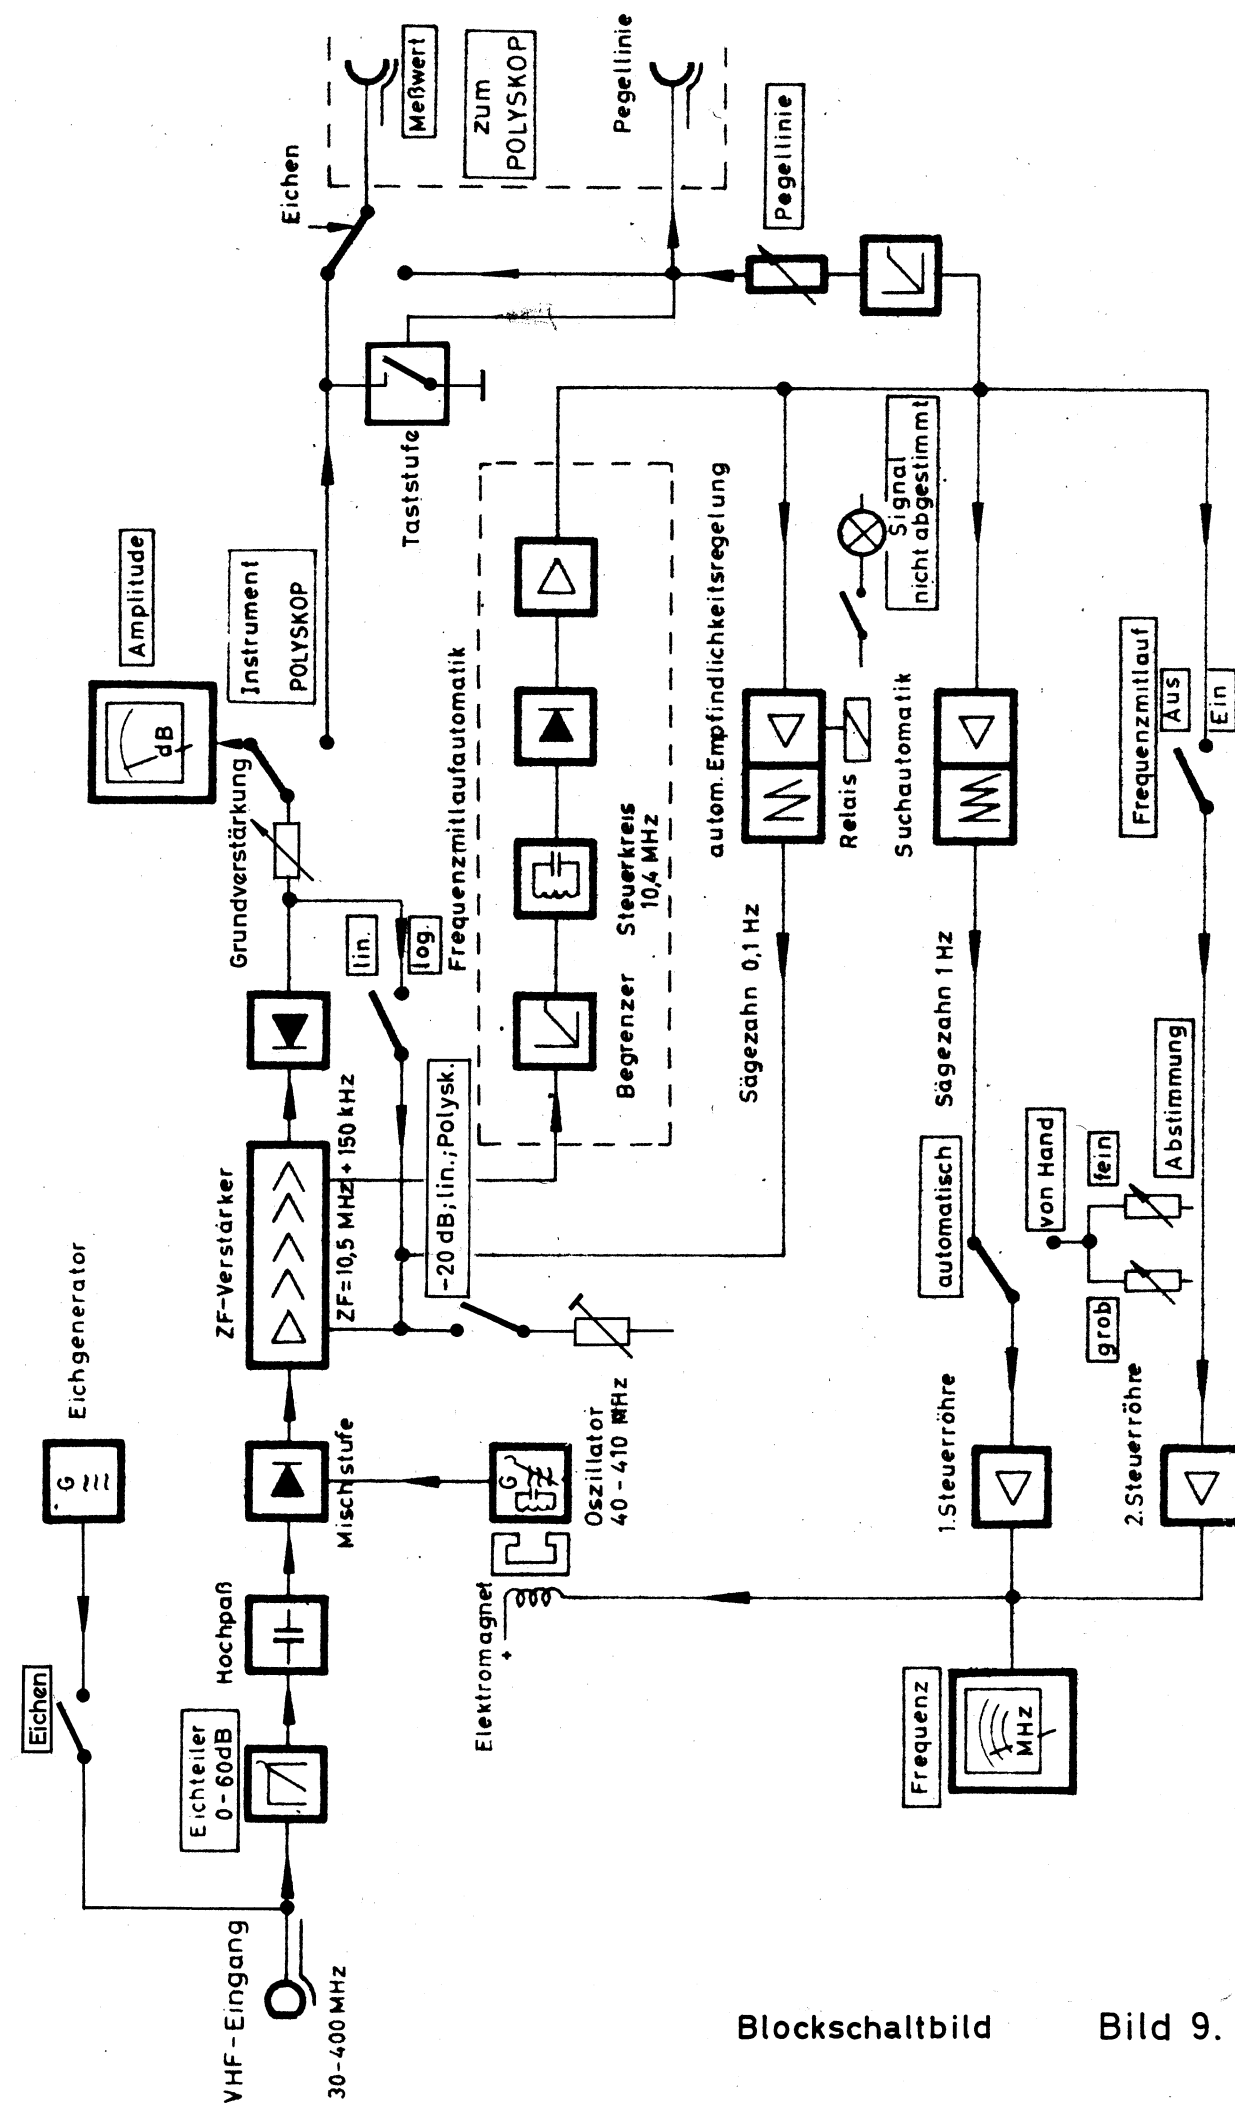 Eichen
Eichgenerator
G
VHF-Eingang
30-400 MHz
Eichteiler
0-60dB
Hochpaß
Mischstufe
ZF-Verstärker
ZF=10,5 MHz ± 150 kHz
Grundverstärkung
Amplitude
dB
Instrument
POLYSKOP
Eichen
Meßwert
zum
POLYSKOP
Pegellinie
Pegellinie
Taststufe
lin.
log.
-20 dB; lin.; Polysk.
Frequenzmitlaufautomatik
Begrenzer
Steuerkreis
10,4 MHz
G
Oszillator
40-410 MHz
Elektromagnet
+
autom. Empfindlichkeitsregelung
Sägezahn 0,1 Hz
Relais
Signal
nicht abgestimmt
Suchautomatik
Sägezahn 1 Hz
automatisch
von Hand
grob
fein
Abstimmung
Frequenzmitlauf
Aus
Ein
1.Steuerröhre
2.Steuerröhre
Frequenz
MHz
Blockschaltbild
Bild 9.